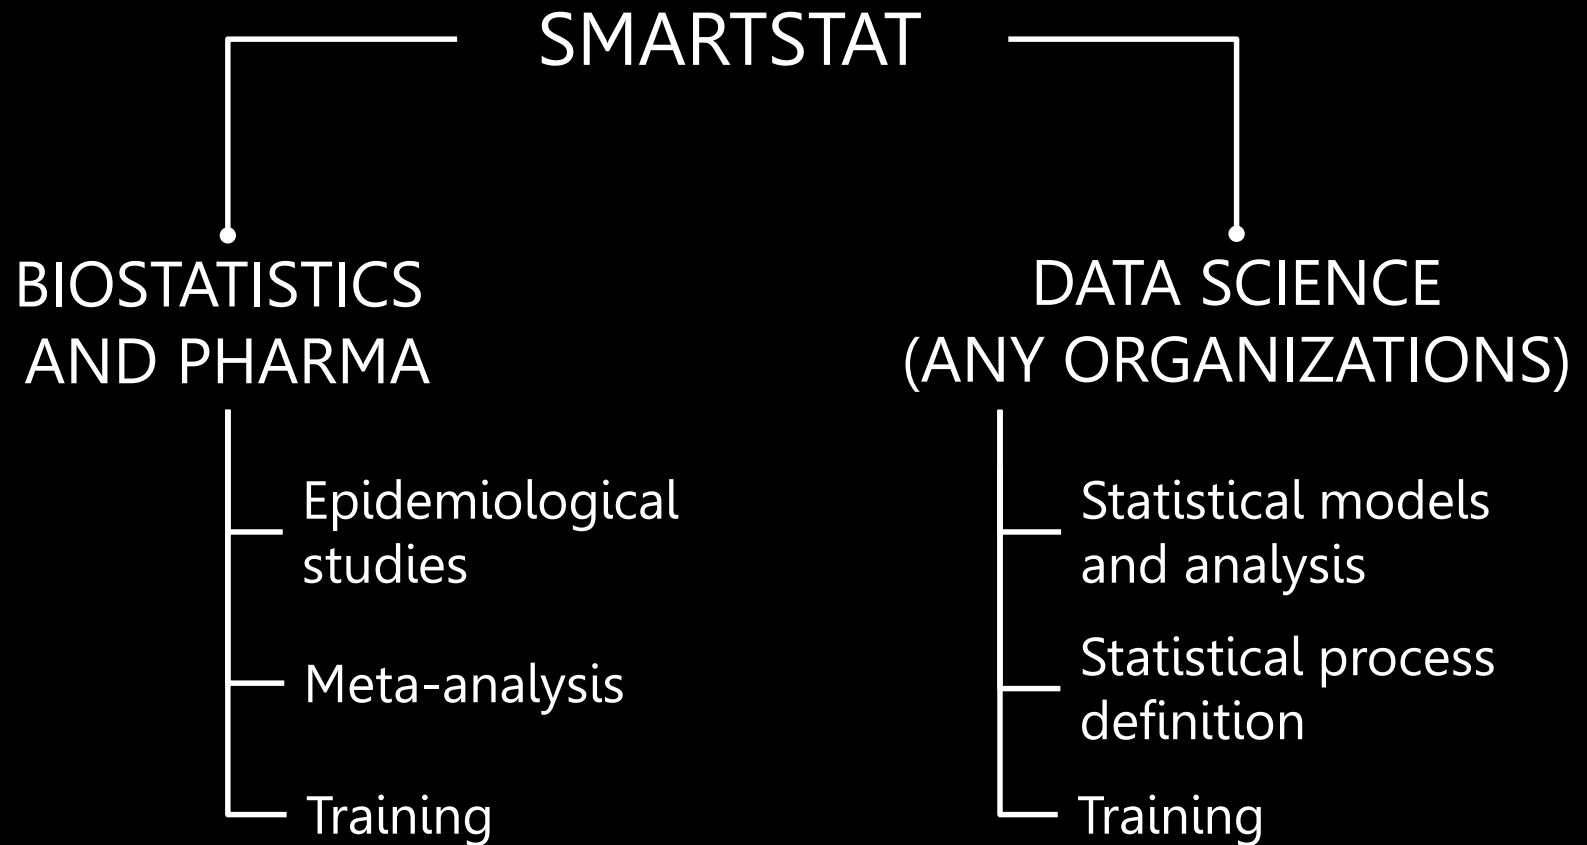 SMARTSTAT
BIOSTATISTICS
AND PHARMA
Epidemiological
studies
Meta-analysis
Training
DATA SCIENCE
(ANY ORGANIZATIONS)
Statistical models
and analysis
Statistical process
definition
Training